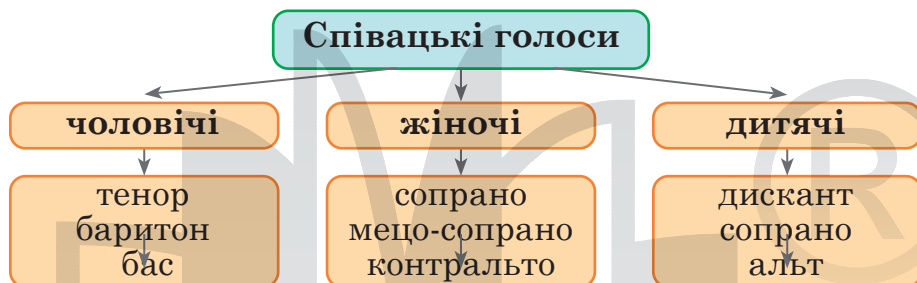 Співацькі голоси
чоловічі
жіночі
дитячі
тенор
баритон
бас
сопрано
мецо-сопрано
контральто
дискант
сопрано
альт
®